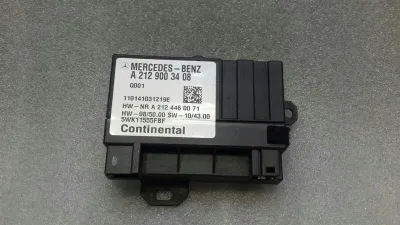 MERCEDES-BENZ
A 212 900 34 08
Q001
110141031219E
HW-NR A 212 446 00 71
HW-08/50.00 SW-10/43.00
5WK11555FBF
Continental